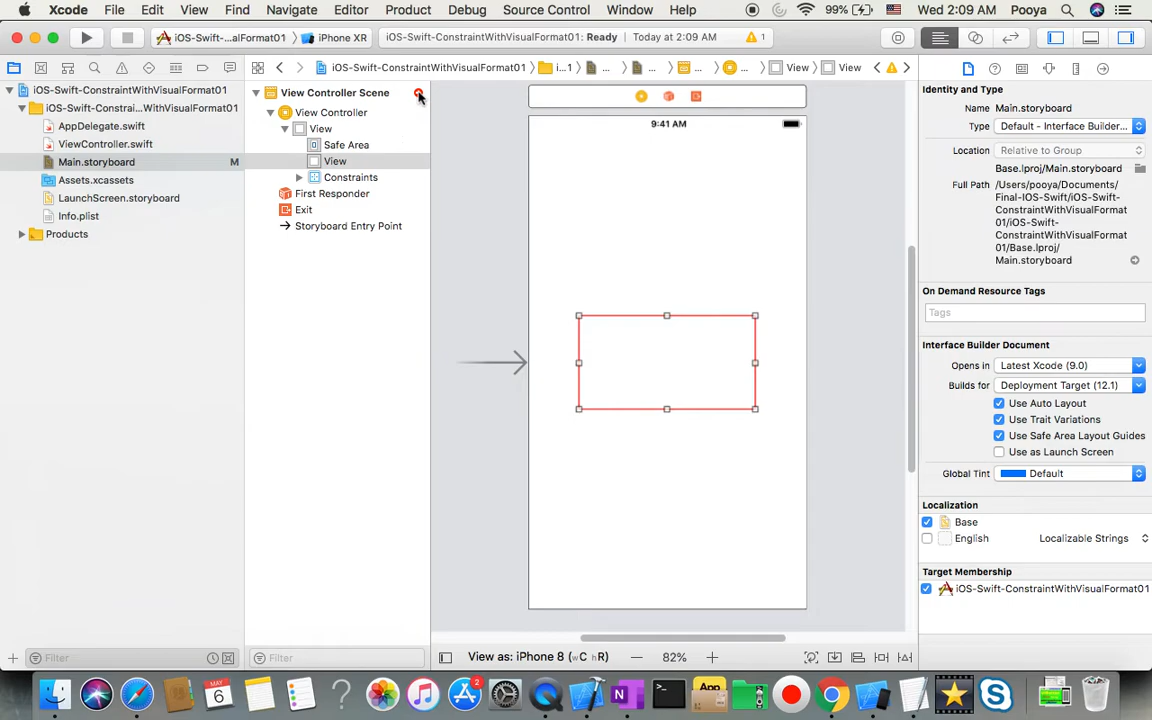 Xcode File Edit View Find Navigate Editor Product Debug Source Control Window Help 99% Wed 2:09 AM Pooya
iOS-Swift-...alFormat01 iPhone XR iOS-Swift-ConstraintWithVisualFormat01: Ready Today at 2:09 AM 1
iOS-Swift-ConstraintWithVisualFormat01 i...1 View View
iOS-Swift-ConstraintWithVisualFormat01
iOS-Swift-Constrai...WithVisualFormat01
AppDelegate.swift
ViewController.swift
Main.storyboard M
Assets.xcassets
LaunchScreen.storyboard
Info.plist
Products
Filter
View Controller Scene
View Controller
View
Safe Area
View
Constraints
First Responder
Exit
Storyboard Entry Point
Filter
9:41 AM
View as: iPhone 8 (wC hR) 82%
Identity and Type
Name Main.storyboard
Type Default - Interface Builder...
Location Relative to Group
Base.lproj/Main.storyboard
Full Path /Users/pooya/Documents/
Final-IOS-Swift/iOS-Swift-
ConstraintWithVisualFormat
01/iOS-Swift-
ConstraintWithVisualFormat
01/Base.lproj/
Main.storyboard
On Demand Resource Tags
Tags
Interface Builder Document
Opens in Latest Xcode (9.0)
Builds for Deployment Target (12.1)
Use Auto Layout
Use Trait Variations
Use Safe Area Layout Guides
Use as Launch Screen
Global Tint Default
Localization
Base
English Localizable Strings
Target Membership
iOS-Swift-ConstraintWithVisualFormat01
MAY
6
2
App